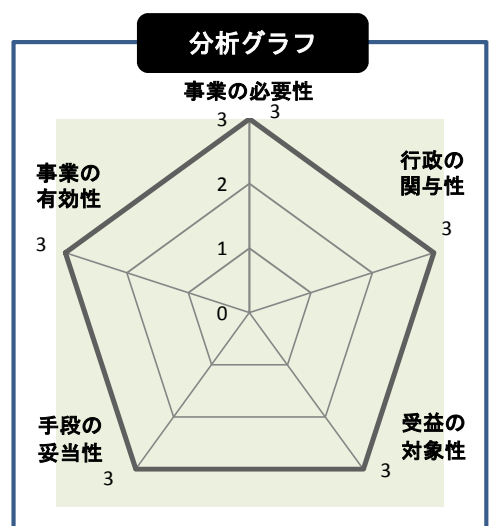 分析グラフ
事業の必要性
3
3
行政の
関与性
3
事業の
有効性
3
2
1
0
受益の
対象性
3
手段の
妥当性
3